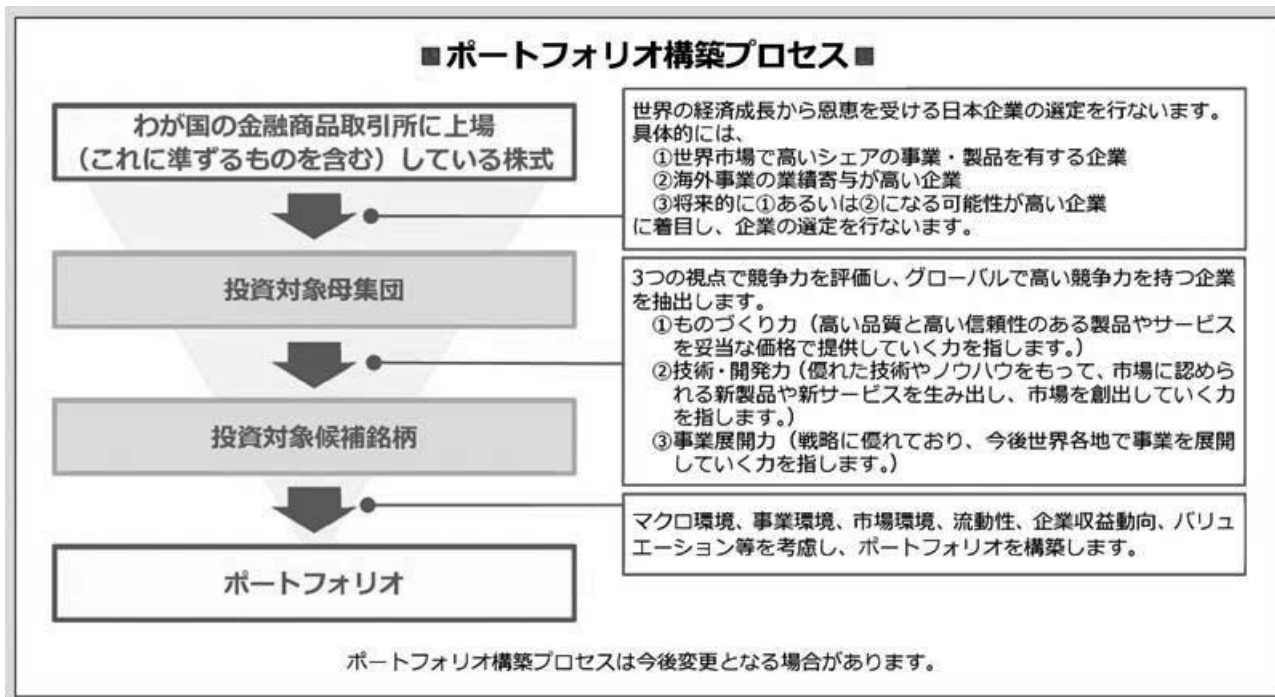 ■ポートフォリオ構築プロセス■
わが国の金融商品取引所に上場
(これに準ずるものを含む)している株式
世界の経済成長から恩恵を受ける日本企業の選定を行ないます。
具体的には、
①世界市場で高いシェアの事業・製品を有する企業
②海外事業の業績寄与が高い企業
③将来的に①あるいは②になる可能性が高い企業
に着目し、企業の選定を行ないます。
投資対象母集団
3つの視点で競争力を評価し、グローバルで高い競争力を持つ企業
を抽出します。
①ものづくり力(高い品質と高い信頼性のある製品やサービス
を妥当な価格で提供していく力を指します。)
②技術・開発力(優れた技術やノウハウをもって、市場に認めら
れる新製品や新サービスを生み出し、市場を創出していく力
を指します。)
③事業展開力(戦略に優れており、今後世界各地で事業を展開
していく力を指します。)
投資対象候補銘柄
マクロ環境、事業環境、市場環境、流動性、企業収益動向、バリュ
エーション等を考慮し、ポートフォリオを構築します。
ポートフォリオ
ポートフォリオ構築プロセスは今後変更となる場合があります。